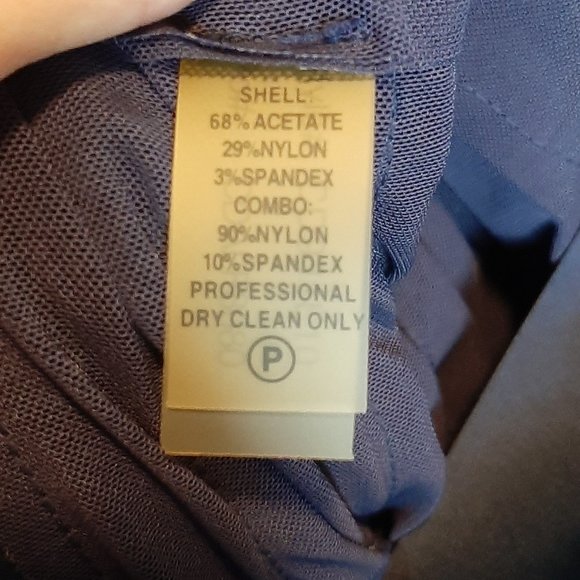 SHELL:
68% ACETATE
29%NYLON
3%SPANDEX
COMBO:
90%NYLON
10%SPANDEX
PROFESSIONAL
DRY CLEAN ONLY
P